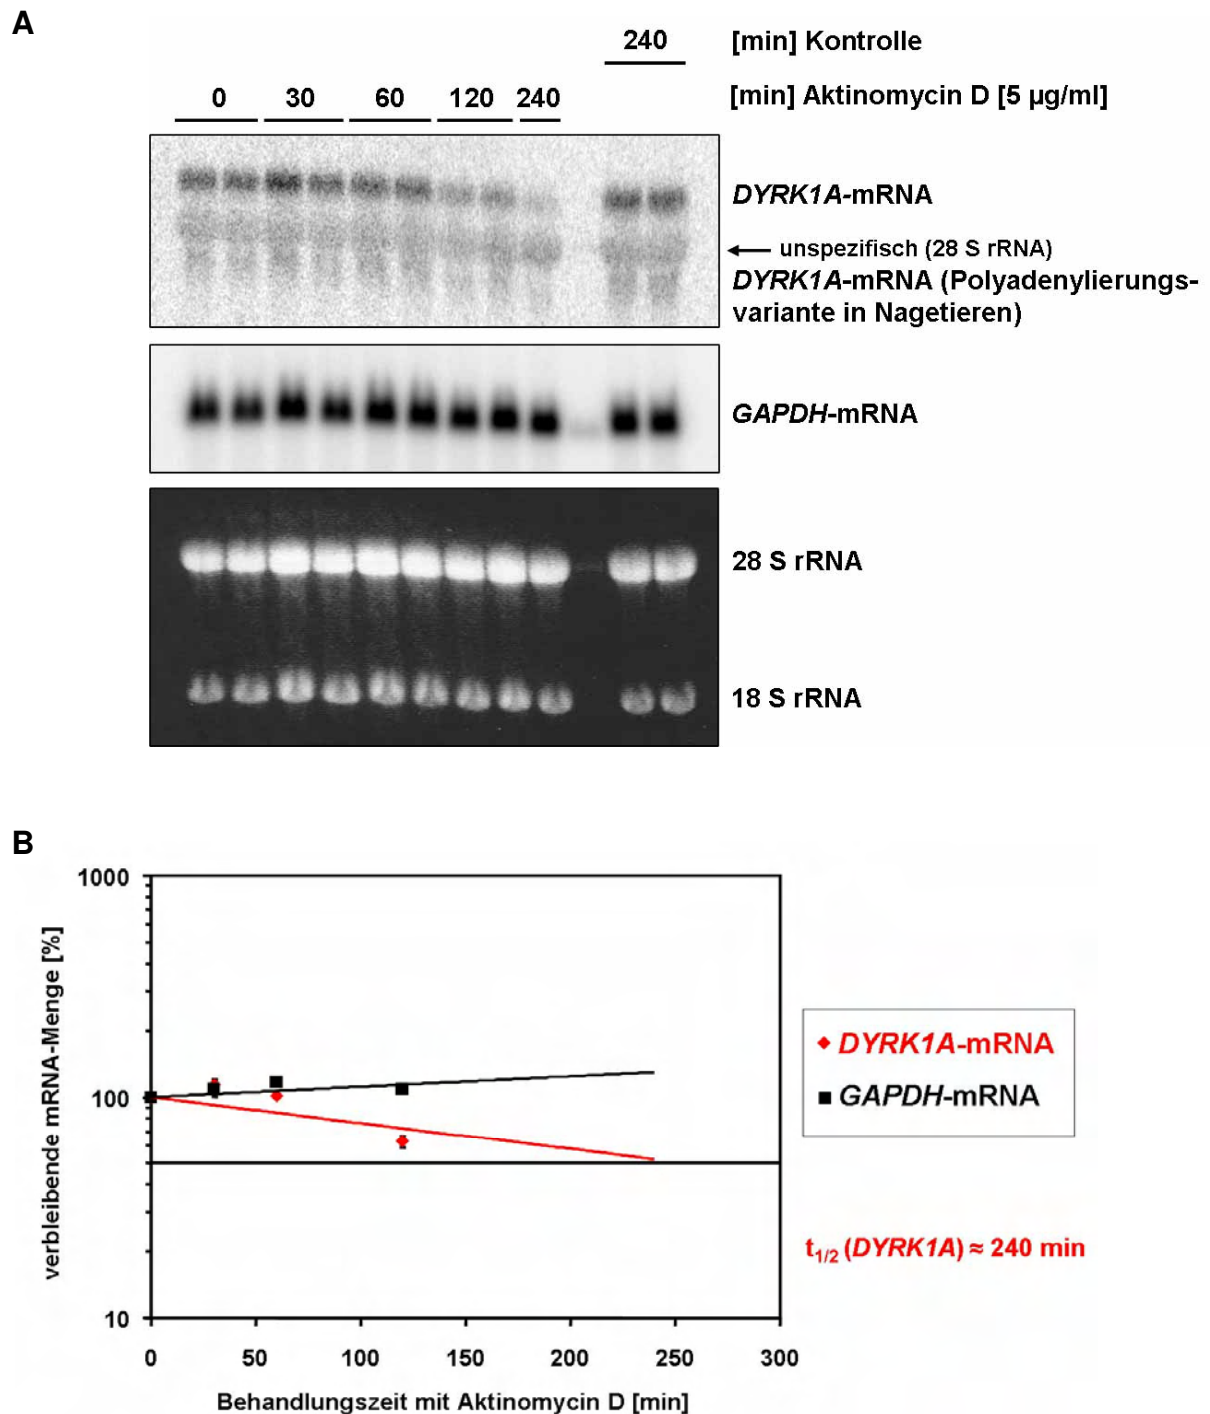 A
240 [min] Kontrolle
0 30 60 120 240 [min] Aktinomycin D [5 µg/ml]
DYRK1A-mRNA
unspezifisch (28 S rRNA)
DYRK1A-mRNA (Polyadenylierungs-
variante in Nagetieren)
GAPDH-mRNA
28 S rRNA
18 S rRNA
B
verbleibende mRNA-Menge [%]
1000
100
10
0 50 100 150 200 250 300
Behandlungszeit mit Aktinomycin D [min]
DYRK1A-mRNA
GAPDH-mRNA
t1/2 (DYRK1A) ≈ 240 min